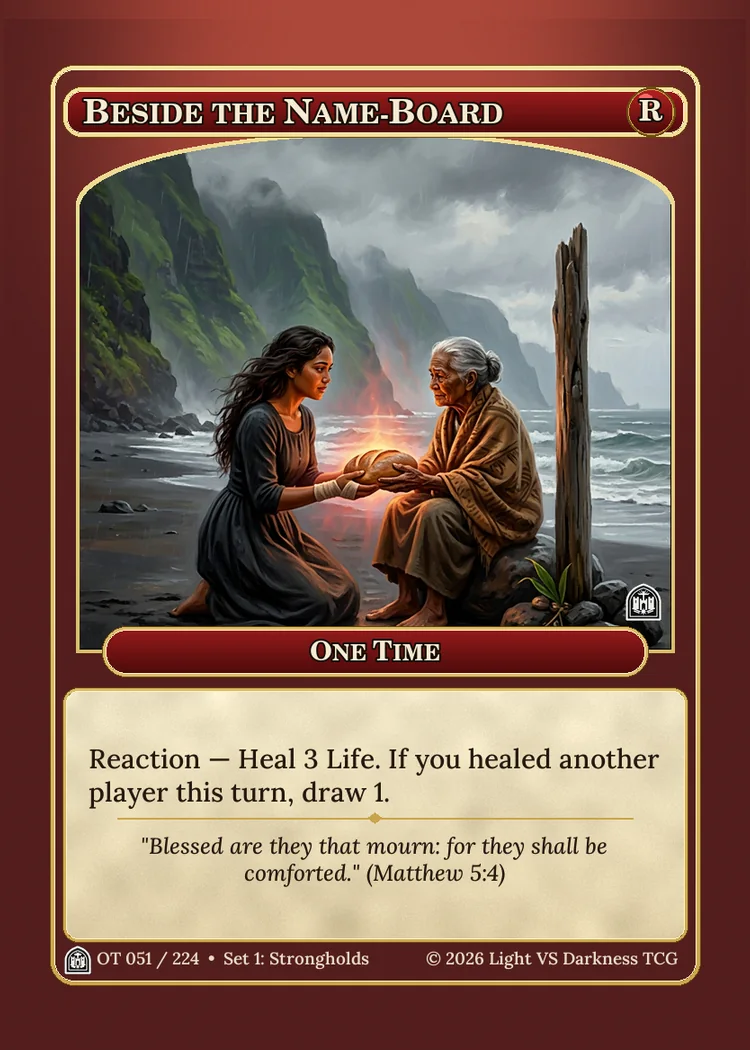 Beside the Name-Board
R
One Time
Reaction — Heal 3 Life. If you healed another
player this turn, draw 1.
"Blessed are they that mourn: for they shall be
comforted." (Matthew 5:4)
OT 051 / 224 • Set 1: Strongholds
© 2026 Light VS Darkness TCG